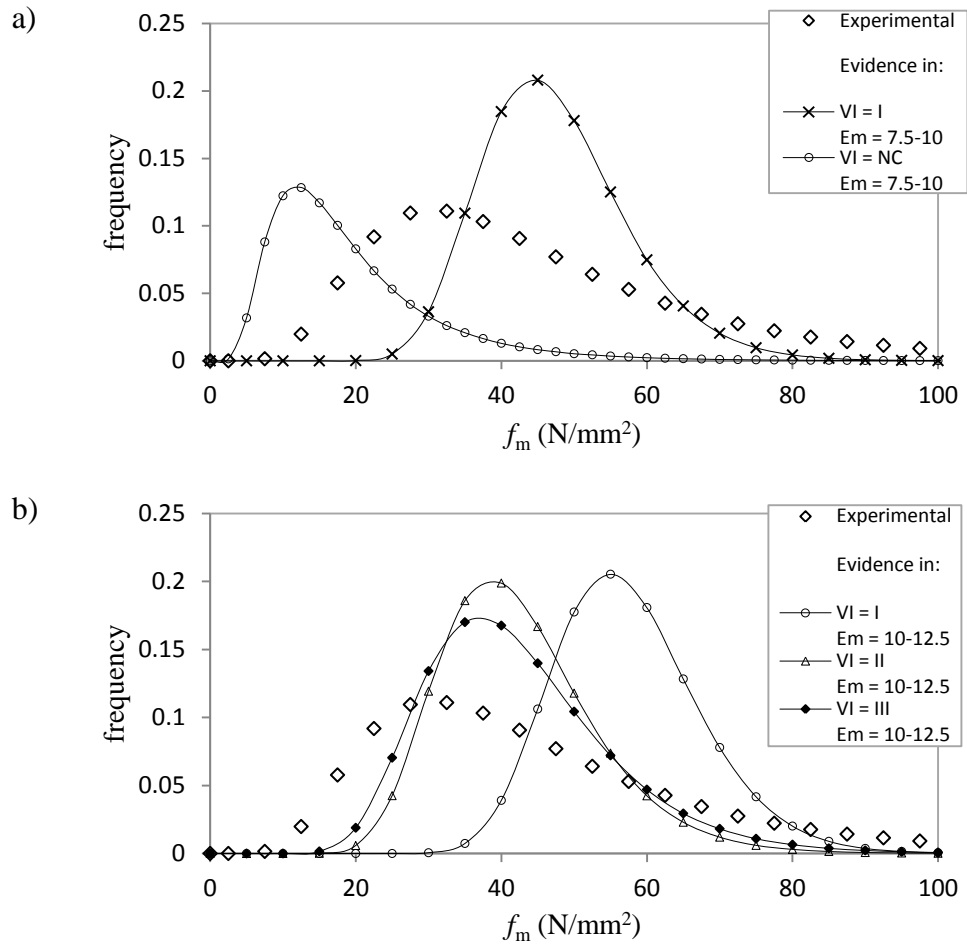 a)
0.25
0.2
0.15
0.1
0.05
0
frequency
0
20
40
60
80
100
fm (N/mm2)
Experimental
Evidence in:
VI = I
Em = 7.5-10
VI = NC
Em = 7.5-10
b)
0.25
0.2
0.15
0.1
0.05
0
frequency
0
20
40
60
80
100
fm (N/mm2)
Experimental
Evidence in:
VI = I
Em = 10-12.5
VI = II
Em = 10-12.5
VI = III
Em = 10-12.5